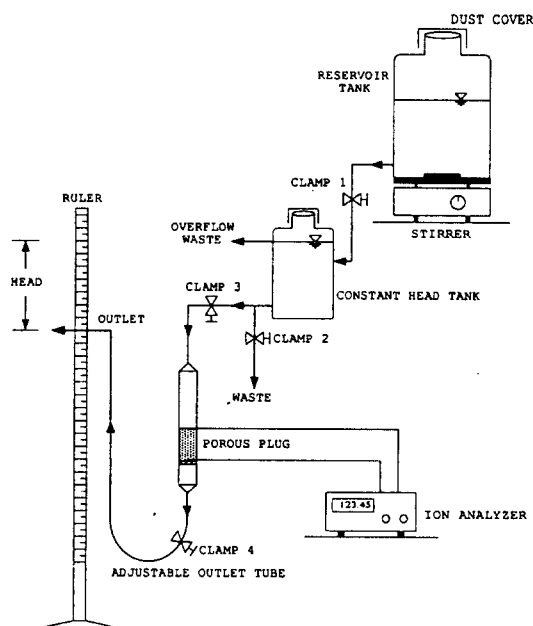 DUST COVER
RESERVOIR
TANK
CLAMP 1
RULER
OVERFLOW
WASTE
STIRRER
HEAD
CLAMP 3
CONSTANT HEAD TANK
OUTLET
CLAMP 2
WASTE
POROUS PLUG
123.45
ION ANALYZER
CLAMP 4
ADJUSTABLE OUTLET TUBE